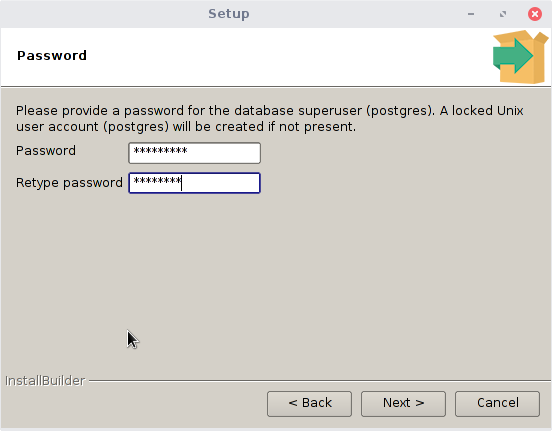 Setup
Password
Please provide a password for the database superuser (postgres). A locked Unix
user account (postgres) will be created if not present.
Password *********
Retype password ********
InstallBuilder
< Back Next > Cancel